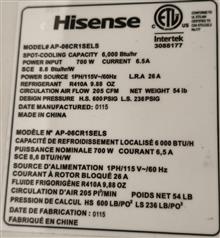 Hisense
ETL
Intertek
3088177
MODEL# AP-06CR1SELS
SPOT-COOLING CAPACITY 6,000 Btu/hr
POWER INPUT 700 W CURRENT 6.5A
SCE 8.6 Btu/hr/W
POWER SOURCE 1PH/115V~/60Hz L.R.A 26 A
REFRIGERANT R410A 9.88 OZ
CIRCULATION AIR FLOW 205 CFM NET WEIGHT 54 lb
DESIGN PRESSURE H.S. 600PSIG L.S. 236PSIG
MANUFACTURING DATE : 0115
MADE IN CHINA
MODÈLE N° AP-06CR1SELS
CAPACITÉ DE REFROIDISSEMENT LOCALISÉ 6 000 BTU/H
PUISSANCE NOMINALE 700 W COURANT 6,5 A
SCE 8,6 BTU/H/W
SOURCE D'ALIMENTATION 1PH/115 V~/60 Hz
COURANT À ROTOR BLOQUÉ 26 A
FLUIDE FRIGORIGÈNE R410A 9,88 OZ
CIRCULATION D'AIR 205 PI³/MIN POIDS NET 54 LB
PRESSION DE CALCUL HS 600 LB/PO² LS 236 LB/PO²
DATE DE FABRICATION : 0115
FABRIQUÉ EN CHINE